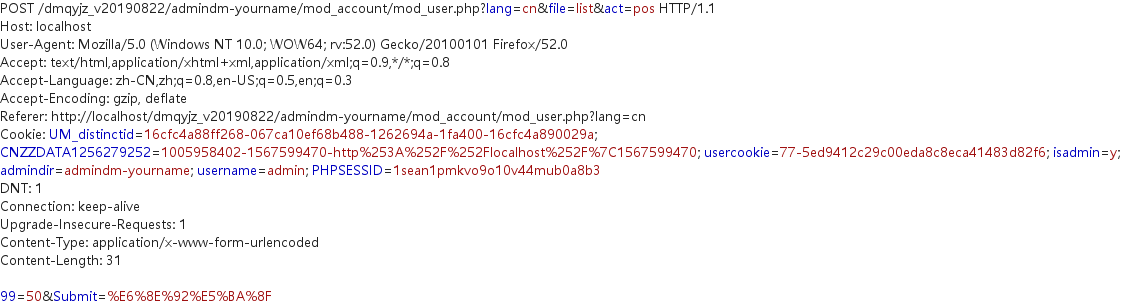 POST /dmqyjz_v20190822/admindm-yourname/mod_account/mod_user.php?lang=cn&file=list&act=pos HTTP/1.1
Host: localhost
User-Agent: Mozilla/5.0 (Windows NT 10.0; WOW64; rv:52.0) Gecko/20100101 Firefox/52.0
Accept: text/html,application/xhtml+xml,application/xml;q=0.9,*/*;q=0.8
Accept-Language: zh-CN,zh;q=0.8,en-US;q=0.5,en;q=0.3
Accept-Encoding: gzip, deflate
Referer: http://localhost/dmqyjz_v20190822/admindm-yourname/mod_account/mod_user.php?lang=cn
Cookie: UM_distinctid=16cfc4a88ff268-067ca10ef68b488-1262694a-1fa400-16cfc4a890029a;
CNZZDATA1256279252=1005958402-1567599470-http%253A%252F%252Flocalhost%252F%7C1567599470; usercookie=77-5ed9412c29c00eda8c8eca41483d82f6; isadmin=y;
admindir=admindm-yourname; username=admin; PHPSESSID=1sean1pmkvo9o10v44mub0a8b3
DNT: 1
Connection: keep-alive
Upgrade-Insecure-Requests: 1
Content-Type: application/x-www-form-urlencoded
Content-Length: 31
99=50&Submit=%E6%8E%92%E5%BA%8F